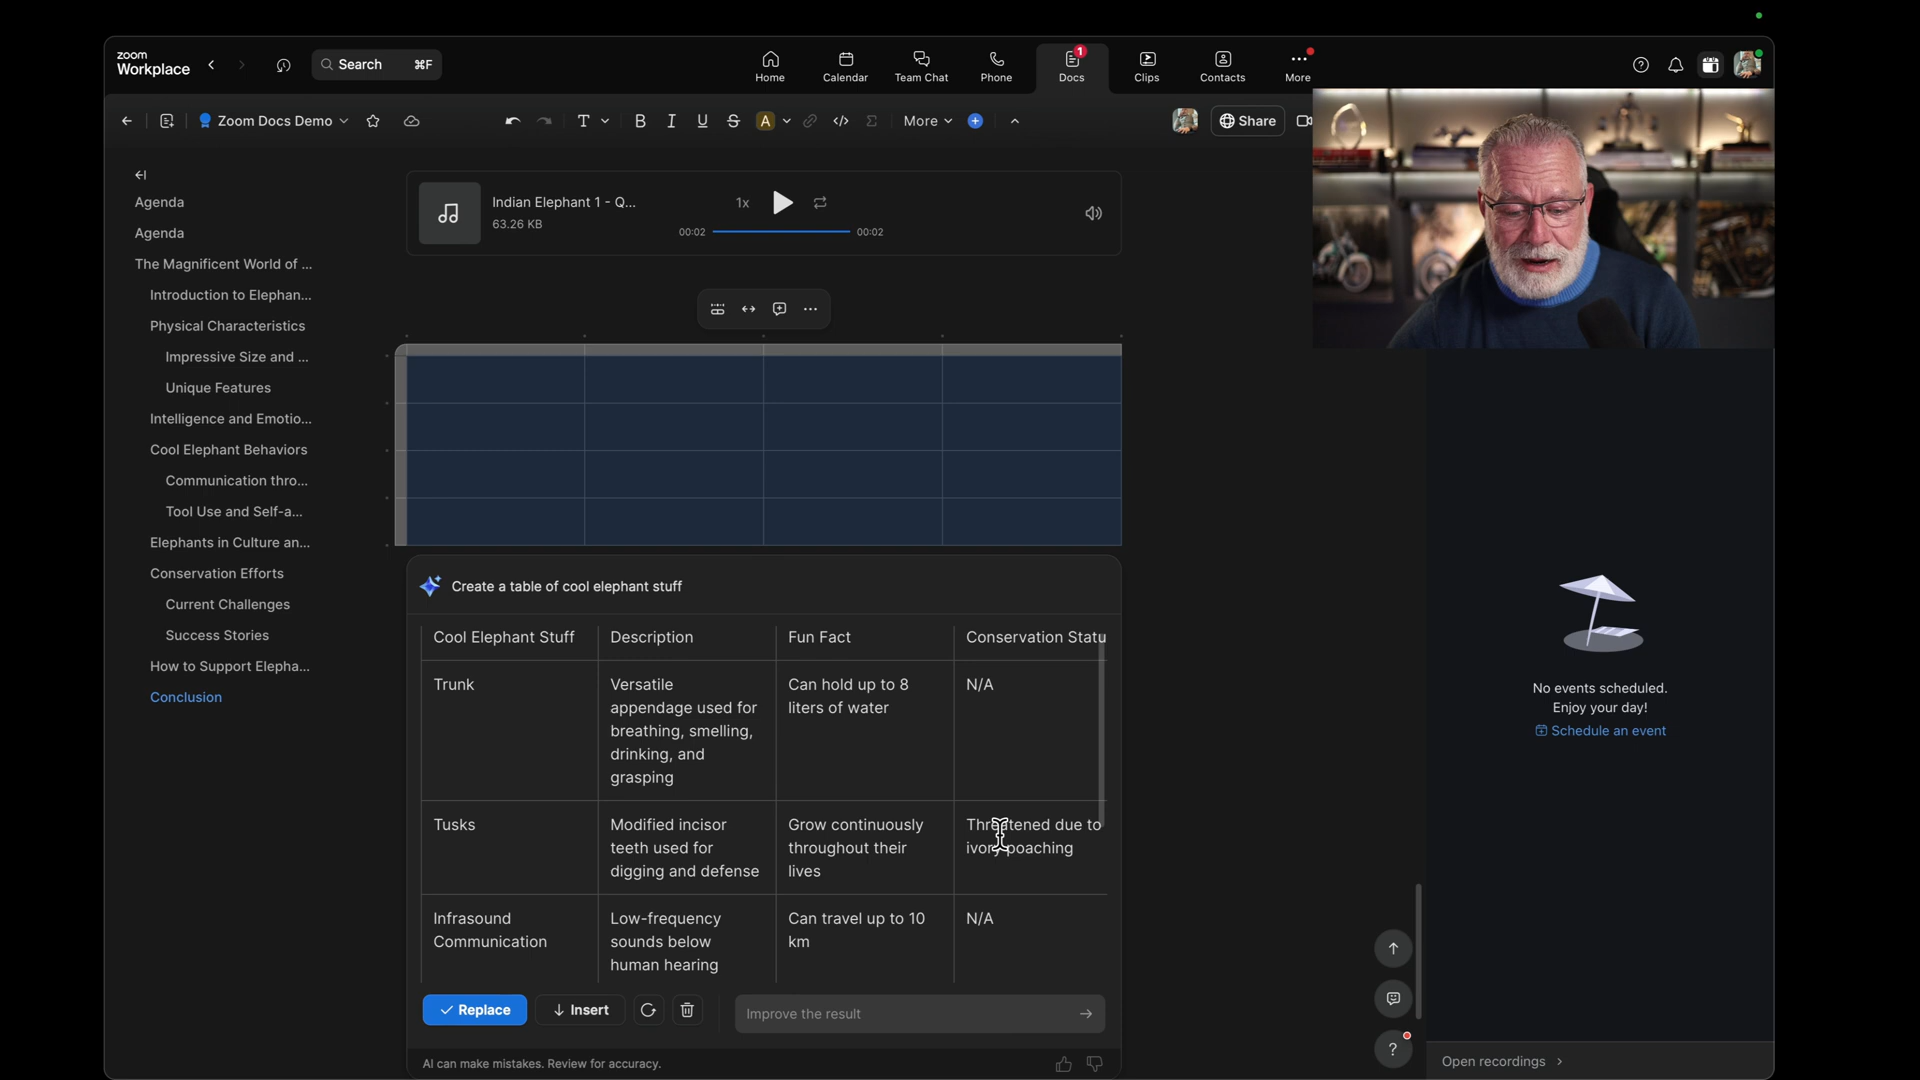 zoom
Workplace
Search ⌘F
Home
Calendar
Team Chat
Phone
1
Docs
Clips
Contacts
More
Zoom Docs Demo
T
B
I
U
S
A
</>
Σ
More
Share
Agenda
Agenda
The Magnificent World of ...
Introduction to Elephan...
Physical Characteristics
Impressive Size and ...
Unique Features
Intelligence and Emotio...
Cool Elephant Behaviors
Communication thro...
Tool Use and Self-a...
Elephants in Culture an...
Conservation Efforts
Current Challenges
Success Stories
How to Support Elepha...
Conclusion
Indian Elephant 1 - Q...
63.26 KB
1x
00:02
00:02
Create a table of cool elephant stuff
Cool Elephant Stuff
Description
Fun Fact
Conservation Statu
Trunk
Versatile
appendage used for
breathing, smelling,
drinking, and
grasping
Can hold up to 8
liters of water
N/A
Tusks
Modified incisor
teeth used for
digging and defense
Grow continuously
throughout their
lives
Threatened due to
ivory poaching
Infrasound
Communication
Low-frequency
sounds below
human hearing
Can travel up to 10
km
N/A
Replace
Insert
Improve the result
AI can make mistakes. Review for accuracy.
No events scheduled.
Enjoy your day!
Schedule an event
?
Open recordings